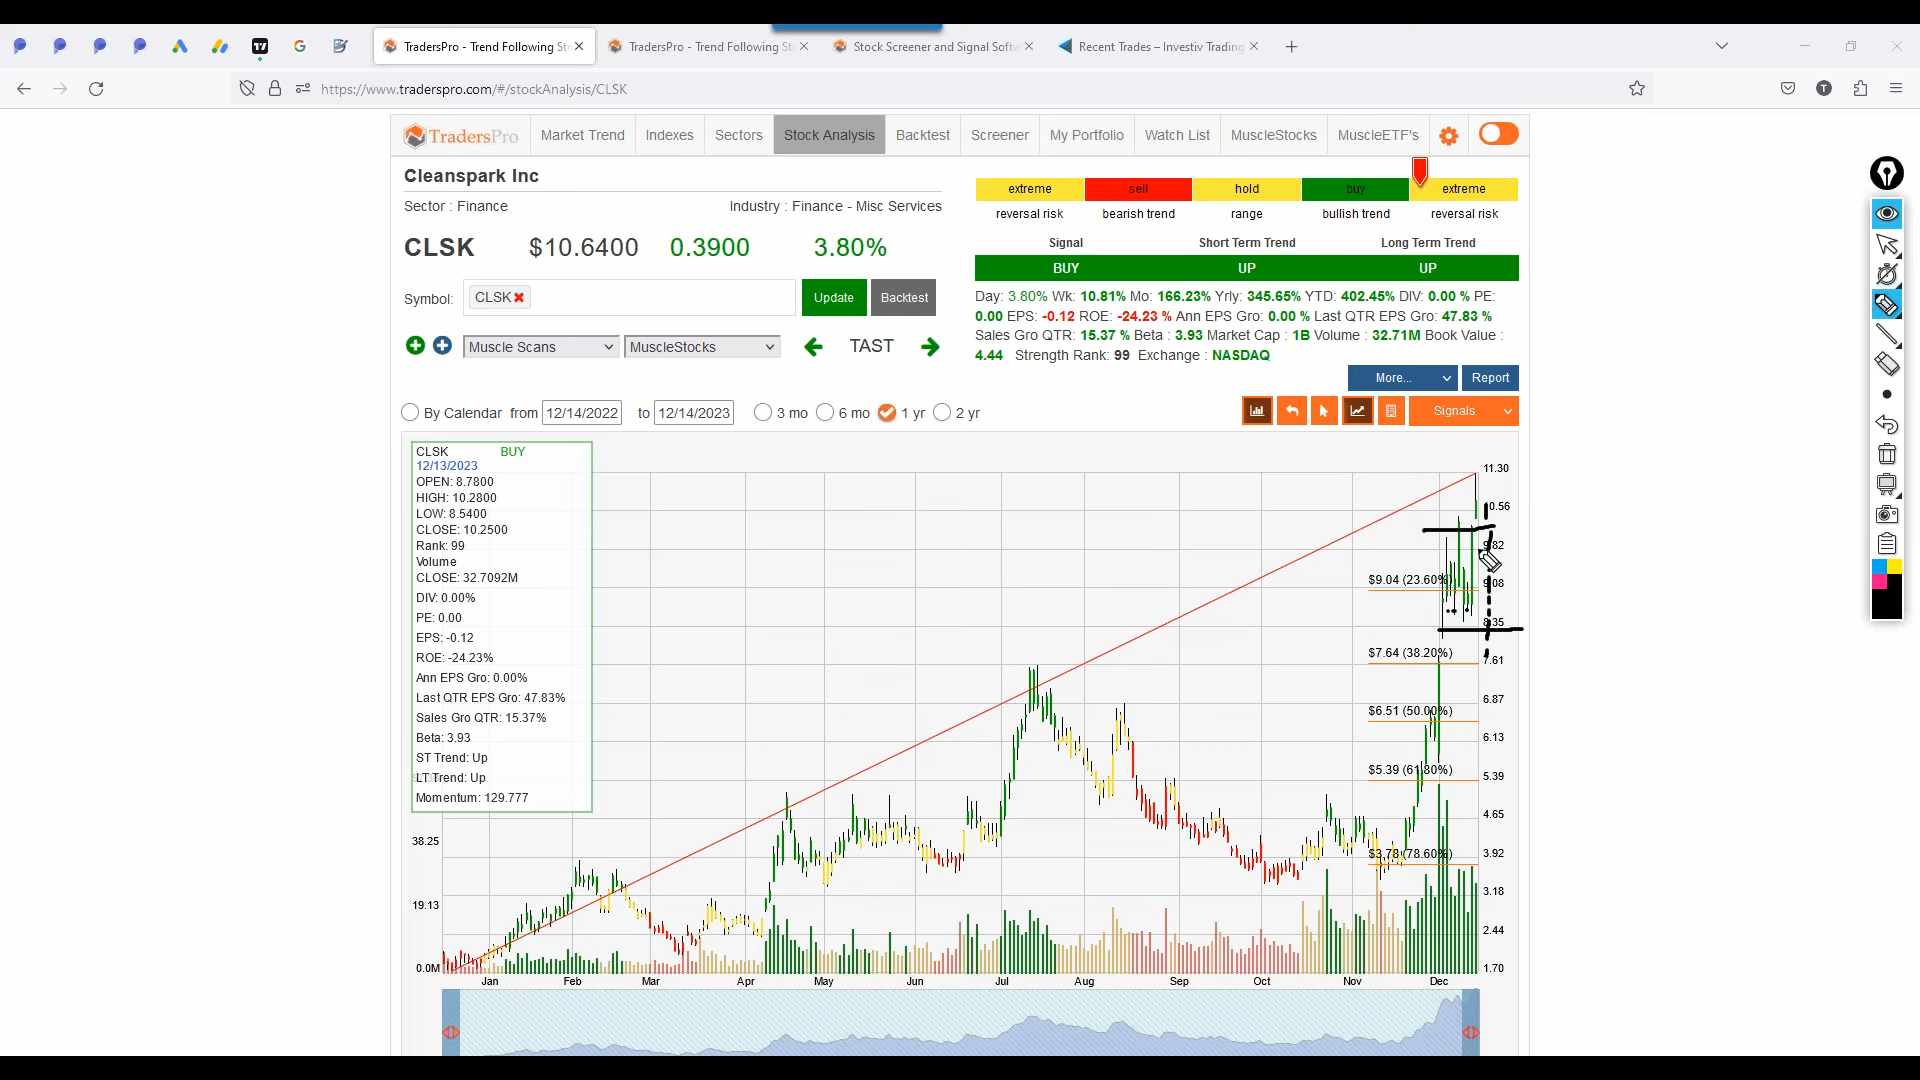 TradersPro - Trend Following St
TradersPro - Trend Following St
Stock Screener and Signal Softw
Recent Trades – Investiv Trading
https://www.traderspro.com/#/stockAnalysis/CLSK
T
TradersPro
Market Trend
Indexes
Sectors
Stock Analysis
Backtest
Screener
My Portfolio
Watch List
MuscleStocks
MuscleETF's
Cleanspark Inc
Sector : Finance
Industry : Finance - Misc Services
CLSK $10.6400 0.3900 3.80%
Symbol: CLSK
Update
Backtest
Muscle Scans
MuscleStocks
TAST
extreme sell hold buy extreme
reversal risk bearish trend range bullish trend reversal risk
Signal Short Term Trend Long Term Trend
BUY UP UP
Day: 3.80% Wk: 10.81% Mo: 166.23% Yrly: 345.65% YTD: 402.45% DIV: 0.00 % PE:
0.00 EPS: -0.12 ROE: -24.23 % Ann EPS Gro: 0.00 % Last QTR EPS Gro: 47.83 %
Sales Gro QTR: 15.37 % Beta : 3.93 Market Cap : 1B Volume : 32.71M Book Value :
4.44 Strength Rank: 99 Exchange : NASDAQ
More...
Report
By Calendar from 12/14/2022 to 12/14/2023
3 mo
6 mo
1 yr
2 yr
Signals
CLSK BUY
12/13/2023
OPEN: 8.7800
HIGH: 10.2800
LOW: 8.5400
CLOSE: 10.2500
Rank: 99
Volume
CLOSE: 32.7092M
DIV: 0.00%
PE: 0.00
EPS: -0.12
ROE: -24.23%
Ann EPS Gro: 0.00%
Last QTR EPS Gro: 47.83%
Sales Gro QTR: 15.37%
Beta: 3.93
ST Trend: Up
LT Trend: Up
Momentum: 129.777
38.25
19.13
0.0M
$9.04 (23.60%)
$7.64 (38.20%)
$6.51 (50.00%)
$5.39 (61.80%)
$3.78 (78.60%)
11.30
10.56
9.82
9.08
8.35
7.61
6.87
6.13
5.39
4.65
3.92
3.18
2.44
1.70
Jan
Feb
Mar
Apr
May
Jun
Jul
Aug
Sep
Oct
Nov
Dec